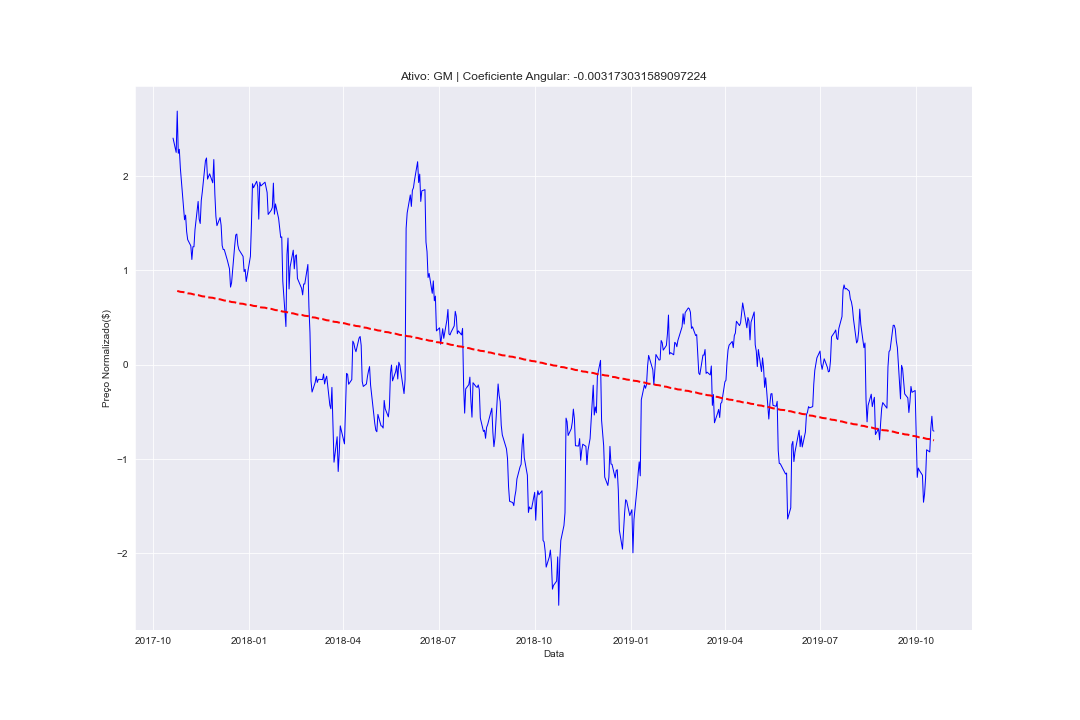 Ativo: GM | Coeficiente Angular: -0.003173031589097224
Preço Normalizado($)
2
1
0
−1
−2
2017-10 2018-01 2018-04 2018-07 2018-10 2019-01 2019-04 2019-07 2019-10
Data